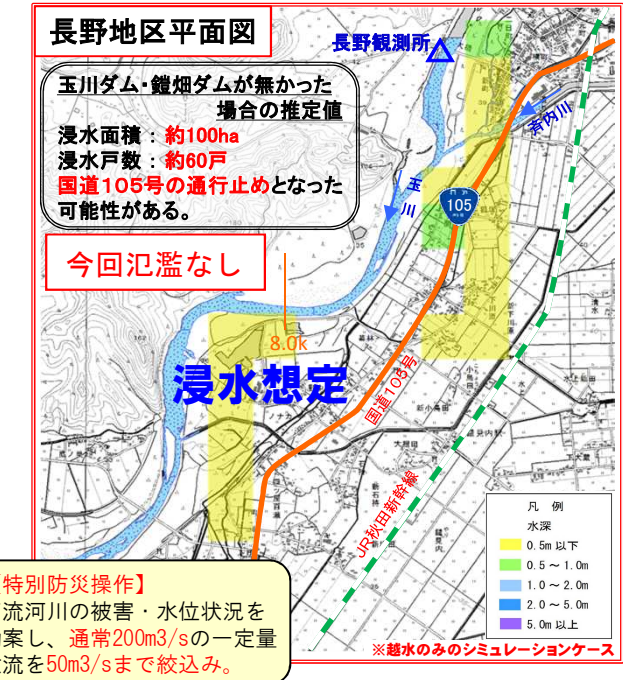 長野地区平面図
長野観測所
玉川ダム・鎧畑ダムが無かった
場合の推定値
浸水面積：約100ha
浸水戸数：約60戸
国道105号の通行止めとなった
可能性がある。
斉内川
玉川
105
今回氾濫なし
8.0k
浸水想定
国道105号
JR秋田新幹線
凡 例
水深
0.5m 以下
0.5 ～ 1.0m
1.0 ～ 2.0m
2.0 ～ 5.0m
5.0m 以上
※越水のみのシミュレーションケース
特別防災操作】
流河川の被害・水位状況を
案し、通常200m3/sの一定量
流を50m3/sまで絞込み。